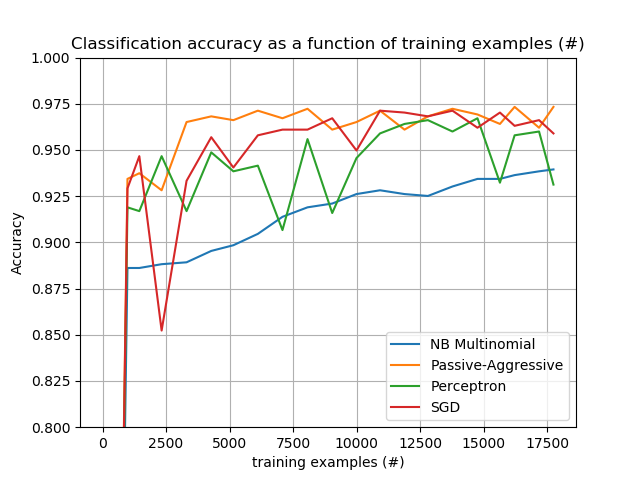 Classification accuracy as a function of training examples (#)
1.000
0.975
0.950
0.925
0.900
0.875
0.850
0.825
0.800
Accuracy
NB Multinomial
Passive-Aggressive
Perceptron
SGD
0 2500 5000 7500 10000 12500 15000 17500
training examples (#)